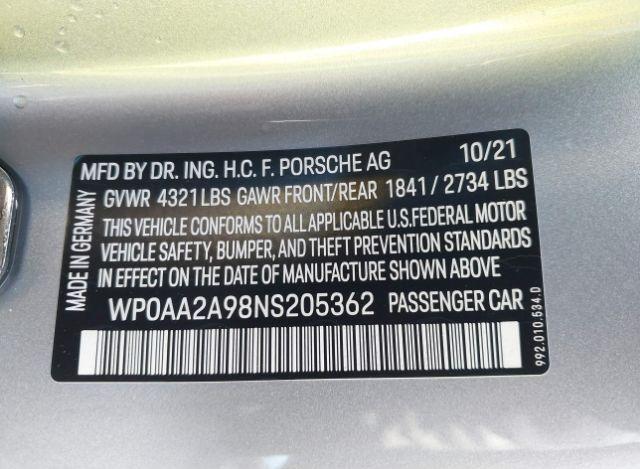 MFD BY DR. ING. H.C. F. PORSCHE AG 10/21
GVWR 4321 LBS GAWR FRONT/REAR 1841 / 2734 LBS
THIS VEHICLE CONFORMS TO ALL APPLICABLE U.S.FEDERAL MOTOR
VEHICLE SAFETY, BUMPER, AND THEFT PREVENTION STANDARDS
IN EFFECT ON THE DATE OF MANUFACTURE SHOWN ABOVE
WP0AA2A98NS205362 PASSENGER CAR
MADE IN GERMANY
992.010.534.D